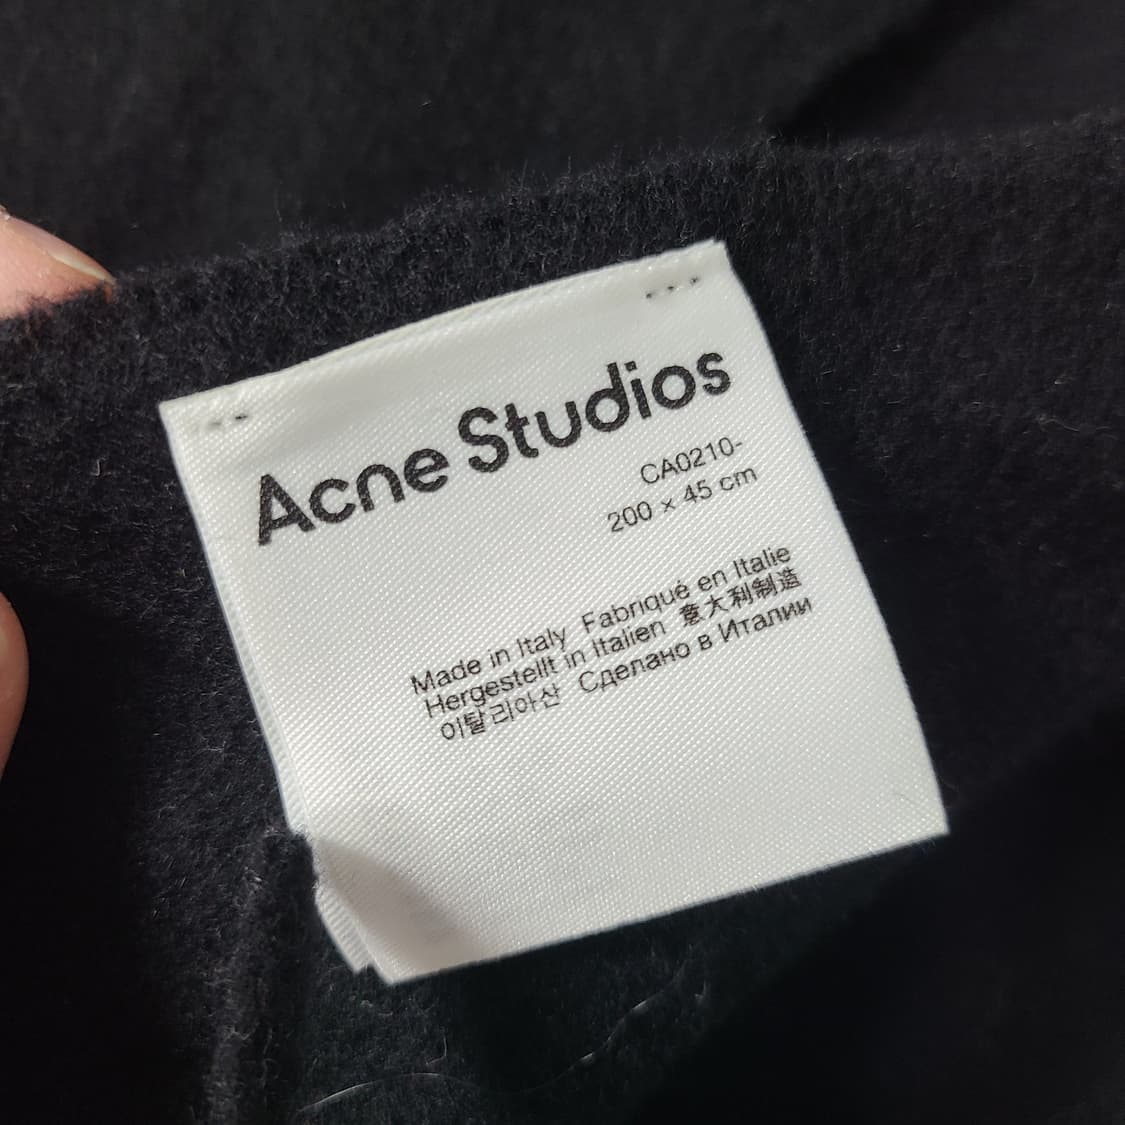 Acne Studios
CA0210-
200 x 45 cm
Made in Italy Fabriqué en Italie
Hergestellt in Italien 意大利制造
이탈리아산 Сделано в Италии